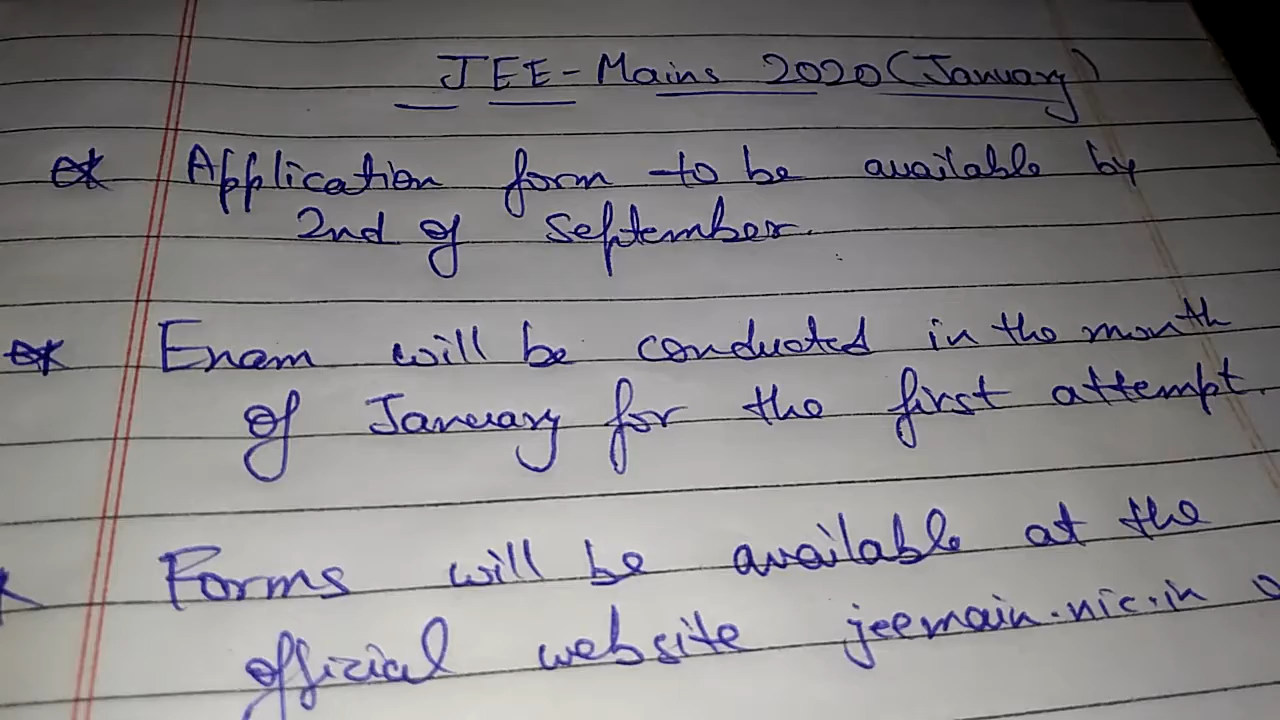 JEE-Mains 2020 (January)
* Application form to be available by
2nd of September.
* Exam will be conducted in the month
of January for the first attempt.
* Forms will be available at the
official website jeemain.nic.in